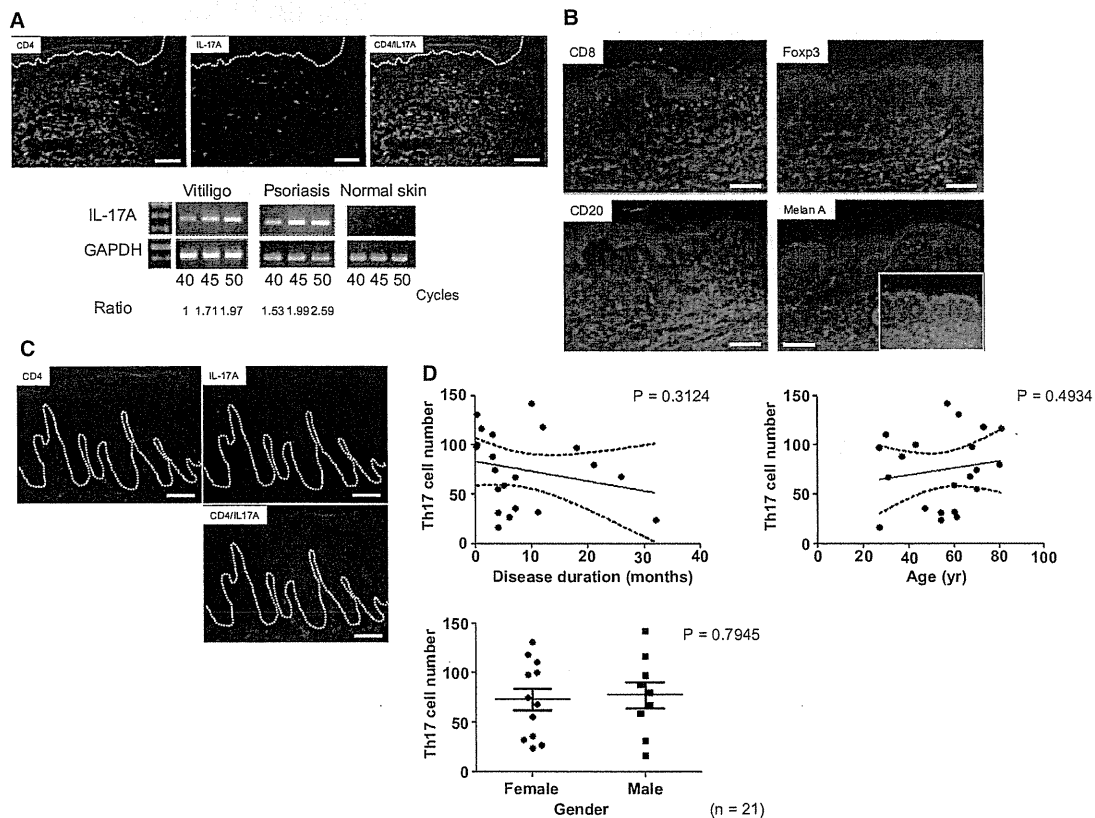 A
CD4
IL-17A
CD4/IL17A
Vitiligo Psoriasis Normal skin
IL-17A
GAPDH
40 45 50 40 45 50 40 45 50
Cycles
Ratio 1 1.71 1.97 1.53 1.99 2.59
B
CD8
Foxp3
CD20
Melan A
C
CD4
IL-17A
CD4/IL17A
D
P = 0.3124
Th17 cell number
150
100
50
0
0 10 20 30 40
Disease duration (months)
P = 0.4934
Th17 cell number
150
100
50
0
0 20 40 60 80 100
Age (yr)
P = 0.7945
Th17 cell number
150
100
50
0
Female Male
Gender
(n = 21)